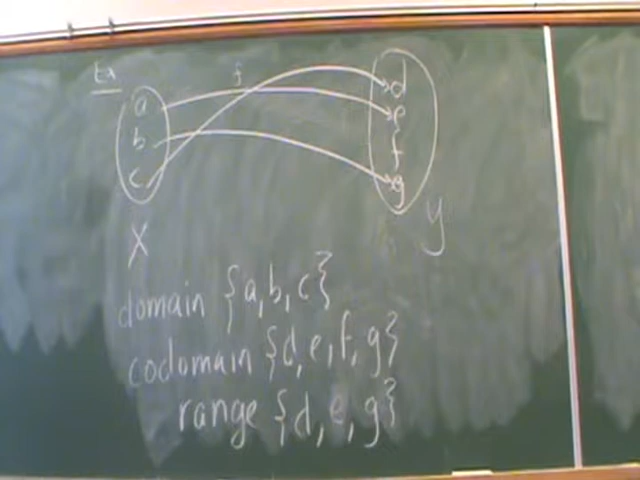 Ex
f
a
b
c
d
e
f
g
X
Y
domain {a,b,c}
codomain {d,e,f,g}
range {d,e,g}